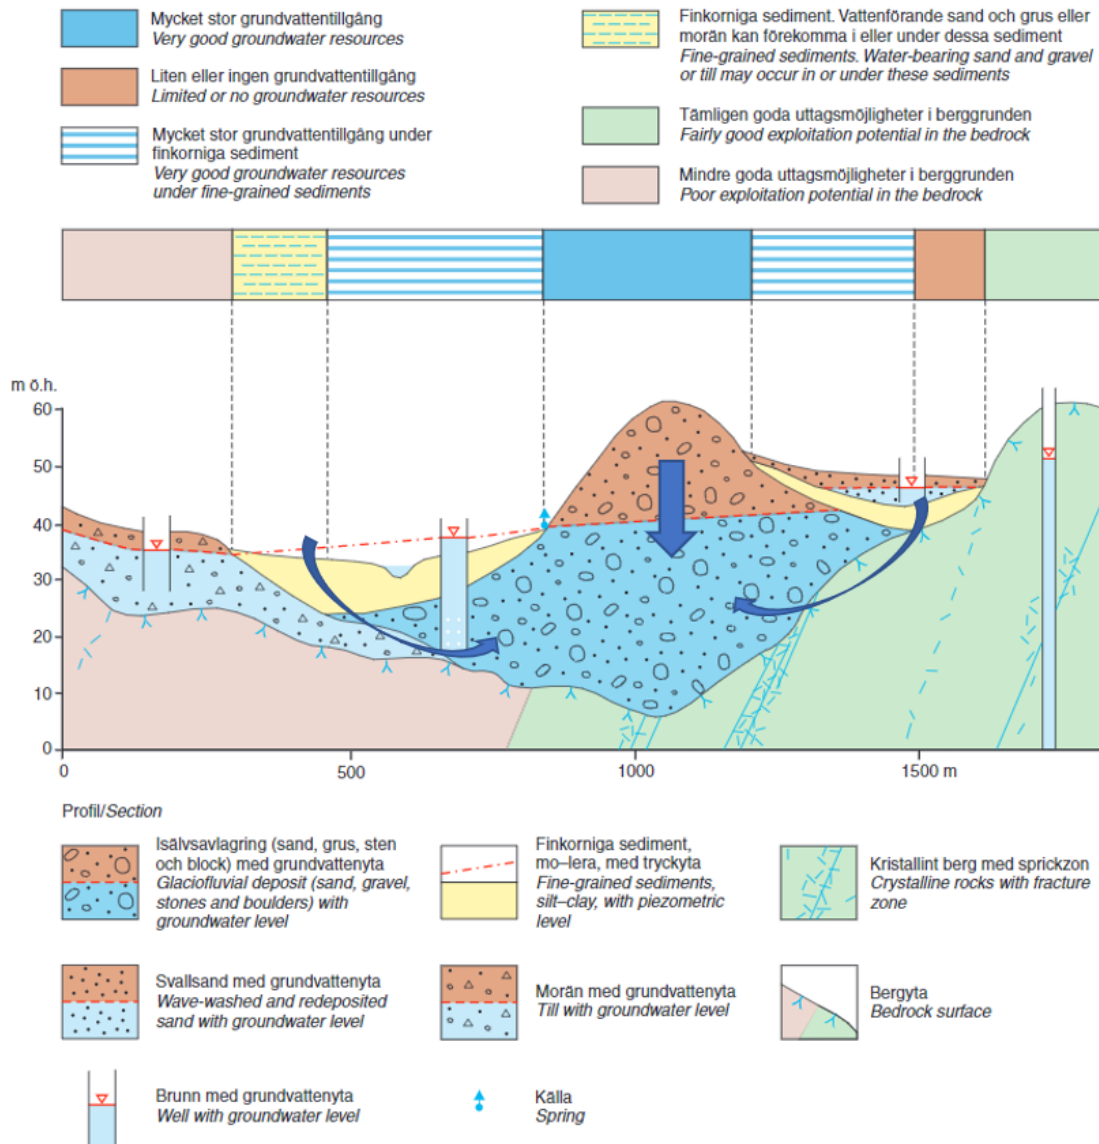 Mycket stor grundvattentillgång
Very good groundwater resources
Liten eller ingen grundvattentillgång
Limited or no groundwater resources
Mycket stor grundvattentillgång under
finkorniga sediment
Very good groundwater resources
under fine-grained sediments
Finkorniga sediment. Vattenförande sand och grus eller
morän kan förekomma i eller under dessa sediment
Fine-grained sediments. Water-bearing sand and gravel
or till may occur in or under these sediments
Tämligen goda uttagsmöjligheter i berggrunden
Fairly good exploitation potential in the bedrock
Mindre goda uttagsmöjligheter i berggrunden
Poor exploitation potential in the bedrock
m ö.h.
60
50
40
30
20
10
0
0
500
1000
1500 m
Profil/Section
Isälvsavlagring (sand, grus, sten
och block) med grundvattenyta
Glaciofluvial deposit (sand, gravel,
stones and boulders) with
groundwater level
Finkorniga sediment,
mo–lera, med tryckyta
Fine-grained sediments,
silt–clay, with piezometric
level
Kristallint berg med sprickzon
Crystalline rocks with fracture
zone
Svallsand med grundvattenyta
Wave-washed and redeposited
sand with groundwater level
Morän med grundvattenyta
Till with groundwater level
Bergyta
Bedrock surface
Brunn med grundvattenyta
Well with groundwater level
Källa
Spring